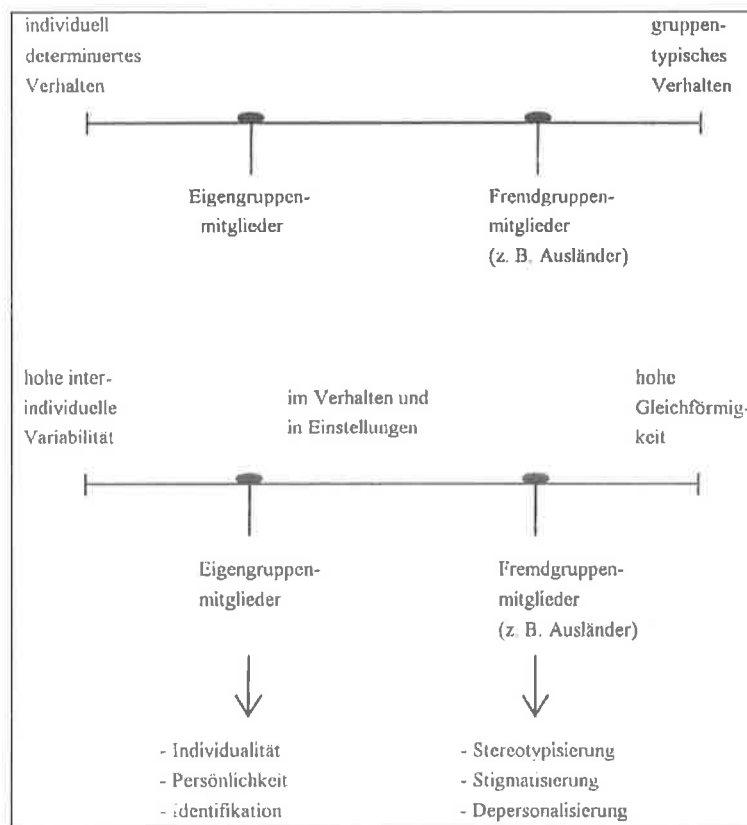 individuell
determiniertes
Verhalten
gruppen-
typisches
Verhalten
Eigengruppen-
mitglieder
Fremdgruppen-
mitglieder
(z. B. Ausländer)
hohe inter-
individuelle
Variabilität
im Verhalten und
in Einstellungen
hohe
Gleichförmig-
keit
Eigengruppen-
mitglieder
Fremdgruppen-
mitglieder
(z. B. Ausländer)
- Individualität
- Persönlichkeit
- Identifikation
- Stereotypisierung
- Stigmatisierung
- Depersonalisierung